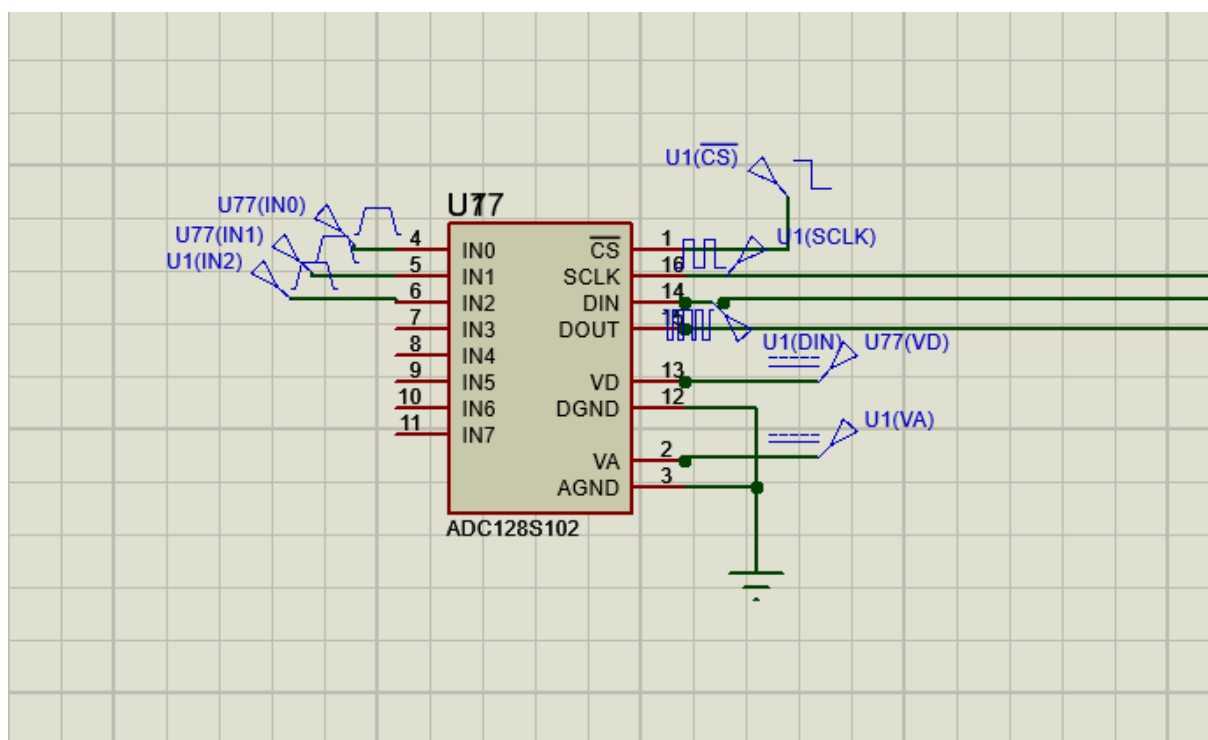 U1(CS)
U77(IN0)
U77(IN1)
U1(IN2)
U1(SCLK)
4 IN0 CS 1
5 IN1 SCLK 16
6 IN2 DIN 14
7 IN3 DOUT 15
U1(DIN) U77(VD)
8 IN4
9 IN5 VD 13
10 IN6 DGND 12
11 IN7
U1(VA)
VA 2
AGND 3
ADC128S102